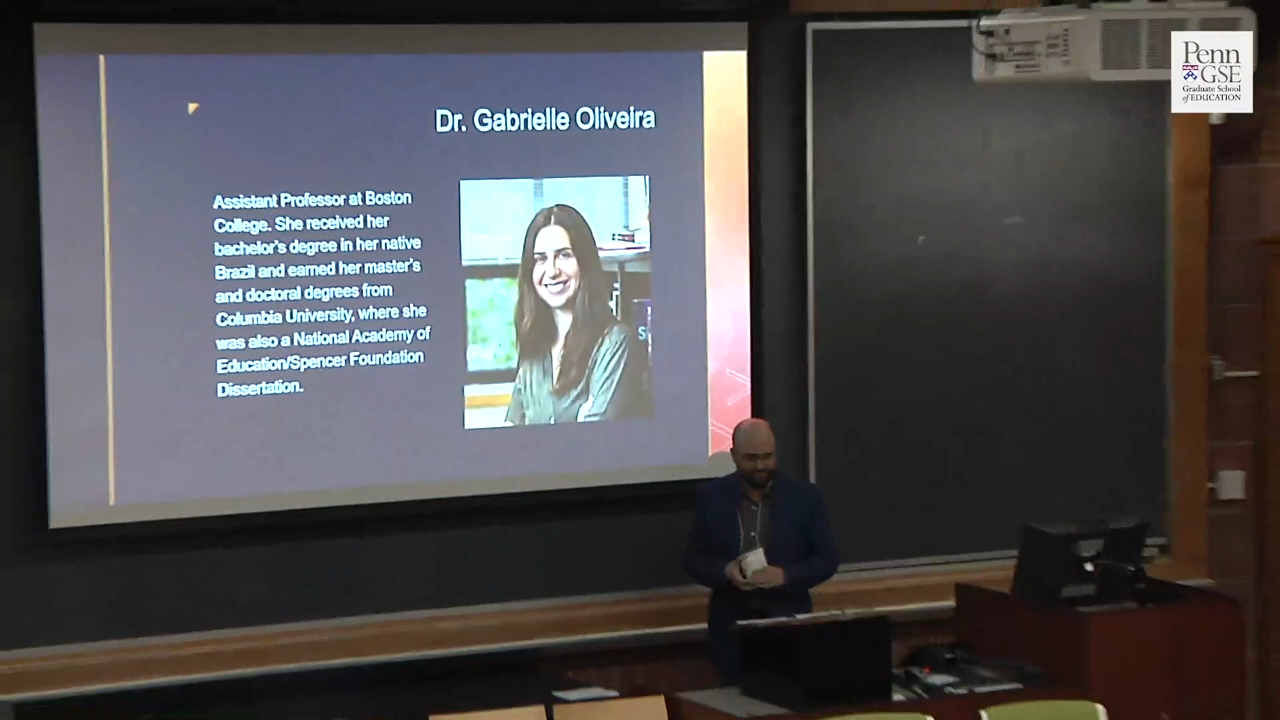 Dr. Gabrielle Oliveira
Assistant Professor at Boston
College. She received her
bachelor's degree in her native
Brazil and earned her master's
and doctoral degrees from
Columbia University, where she
was also a National Academy of
Education/Spencer Foundation
Dissertation.
Penn
GSE
Graduate School
of EDUCATION